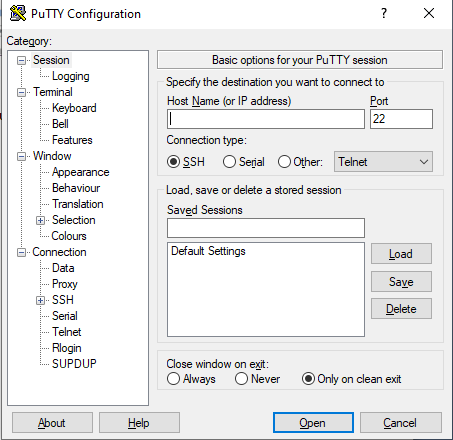 PuTTY Configuration
?
Category:
Session
Logging
Terminal
Keyboard
Bell
Features
Window
Appearance
Behaviour
Translation
Selection
Colours
Connection
Data
Proxy
SSH
Serial
Telnet
Rlogin
SUPDUP
Basic options for your PuTTY session
Specify the destination you want to connect to
Host Name (or IP address) Port
22
Connection type:
SSH Serial Other: Telnet
Load, save or delete a stored session
Saved Sessions
Default Settings
Load
Save
Delete
Close window on exit:
Always Never Only on clean exit
About Help Open Cancel